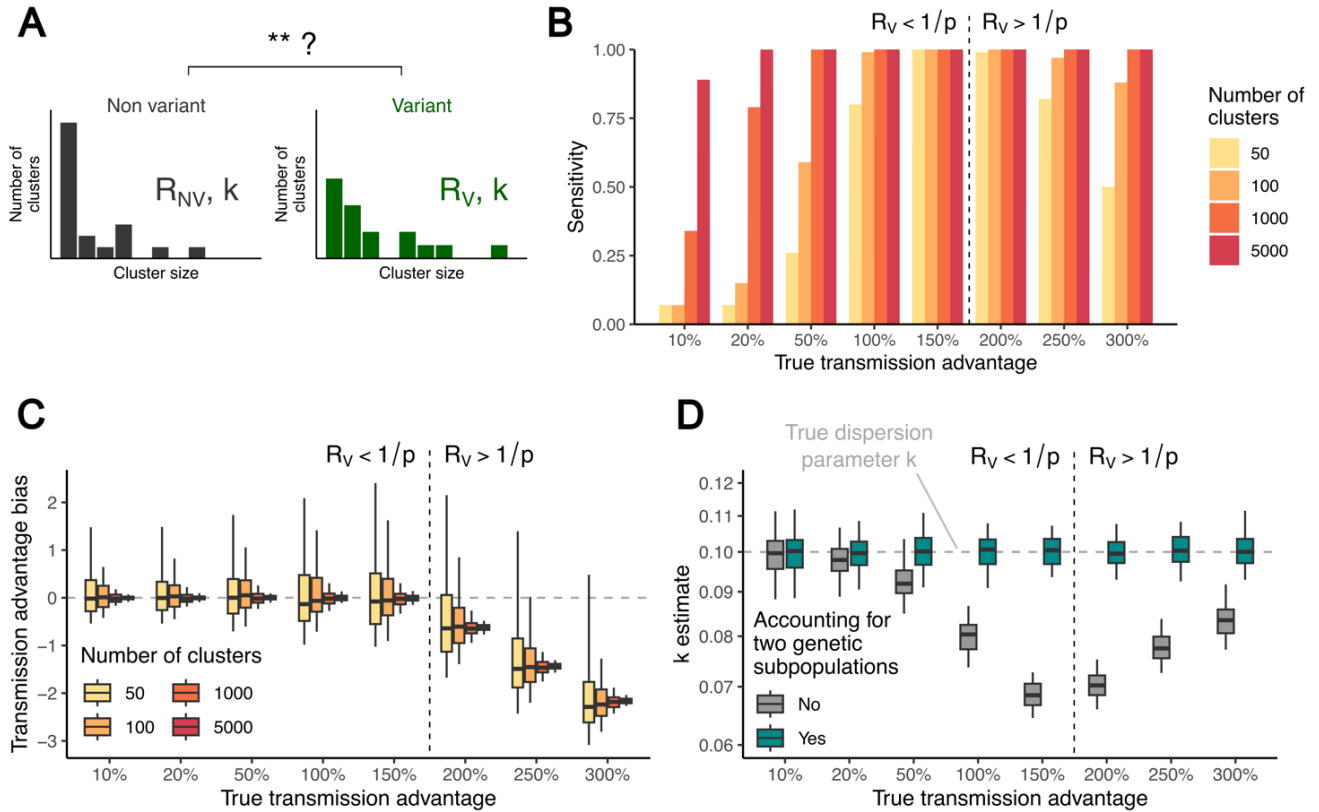 A
** ?
Non variant
Number of
clusters
R_NV, k
Cluster size
Variant
Number of
clusters
R_V, k
Cluster size
B
R_V < 1/p
R_V > 1/p
Sensitivity
1.00
0.75
0.50
0.25
0.00
10% 20% 50% 100% 150% 200% 250% 300%
True transmission advantage
Number of
clusters
50
100
1000
5000
C
R_V < 1/p
R_V > 1/p
Transmission advantage bias
2
1
0
−1
−2
−3
Number of clusters
50 1000
100 5000
10% 20% 50% 100% 150% 200% 250% 300%
True transmission advantage
D
True dispersion
parameter k
R_V < 1/p
R_V > 1/p
k estimate
0.12
0.11
0.10
0.09
0.08
0.07
0.06
Accounting for
two genetic
subpopulations
No
Yes
10% 20% 50% 100% 150% 200% 250% 300%
True transmission advantage